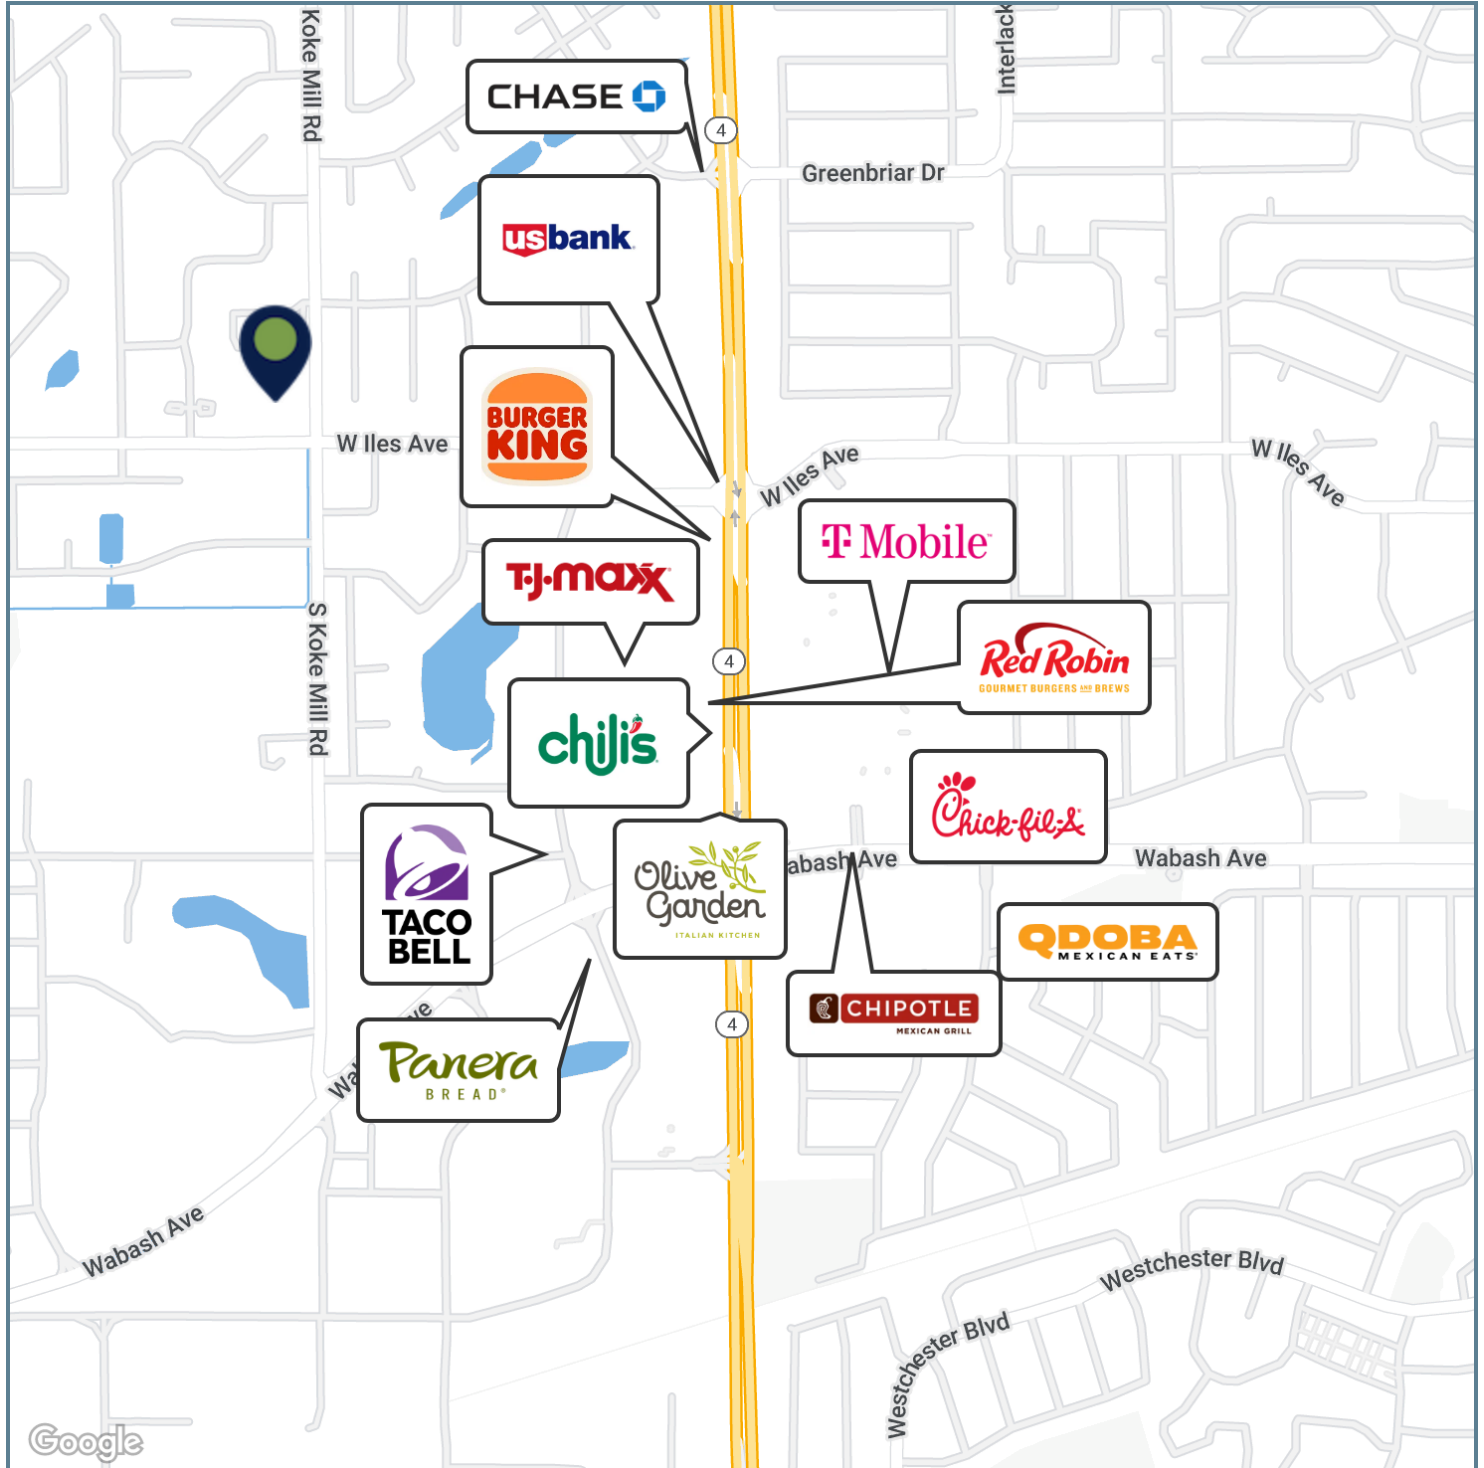 Koke Mill Rd
Interlack
CHASE
4
Greenbriar Dr
usbank
BURGER
KING
W Iles Ave
W Iles Ave
W Iles Ave
T Mobile
T·J·maxx
S Koke Mill Rd
4
Red Robin
GOURMET BURGERS AND BREWS
chili's
Chick-fil-A
TACO
BELL
Olive
Garden
ITALIAN KITCHEN
abash Ave
Wabash Ave
QDOBA
MEXICAN EATS
CHIPOTLE
MEXICAN GRILL
4
Wa
ve
Panera
BREAD
Wabash Ave
Westchester Blvd
Westchester Blvd
Google